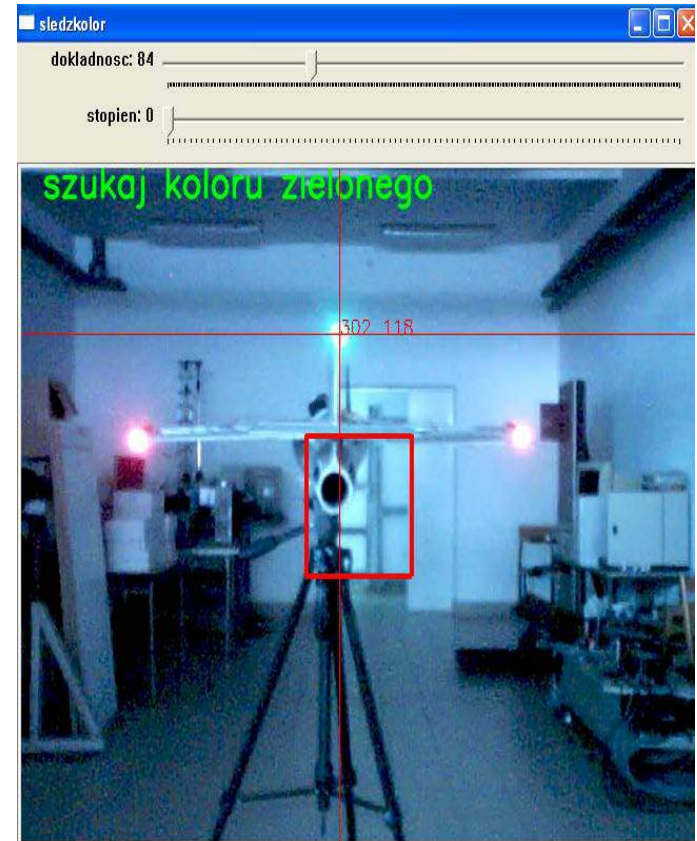 sledzkolor
dokladnosc: 84
stopien: 0
szukaj koloru zielonego
302 118